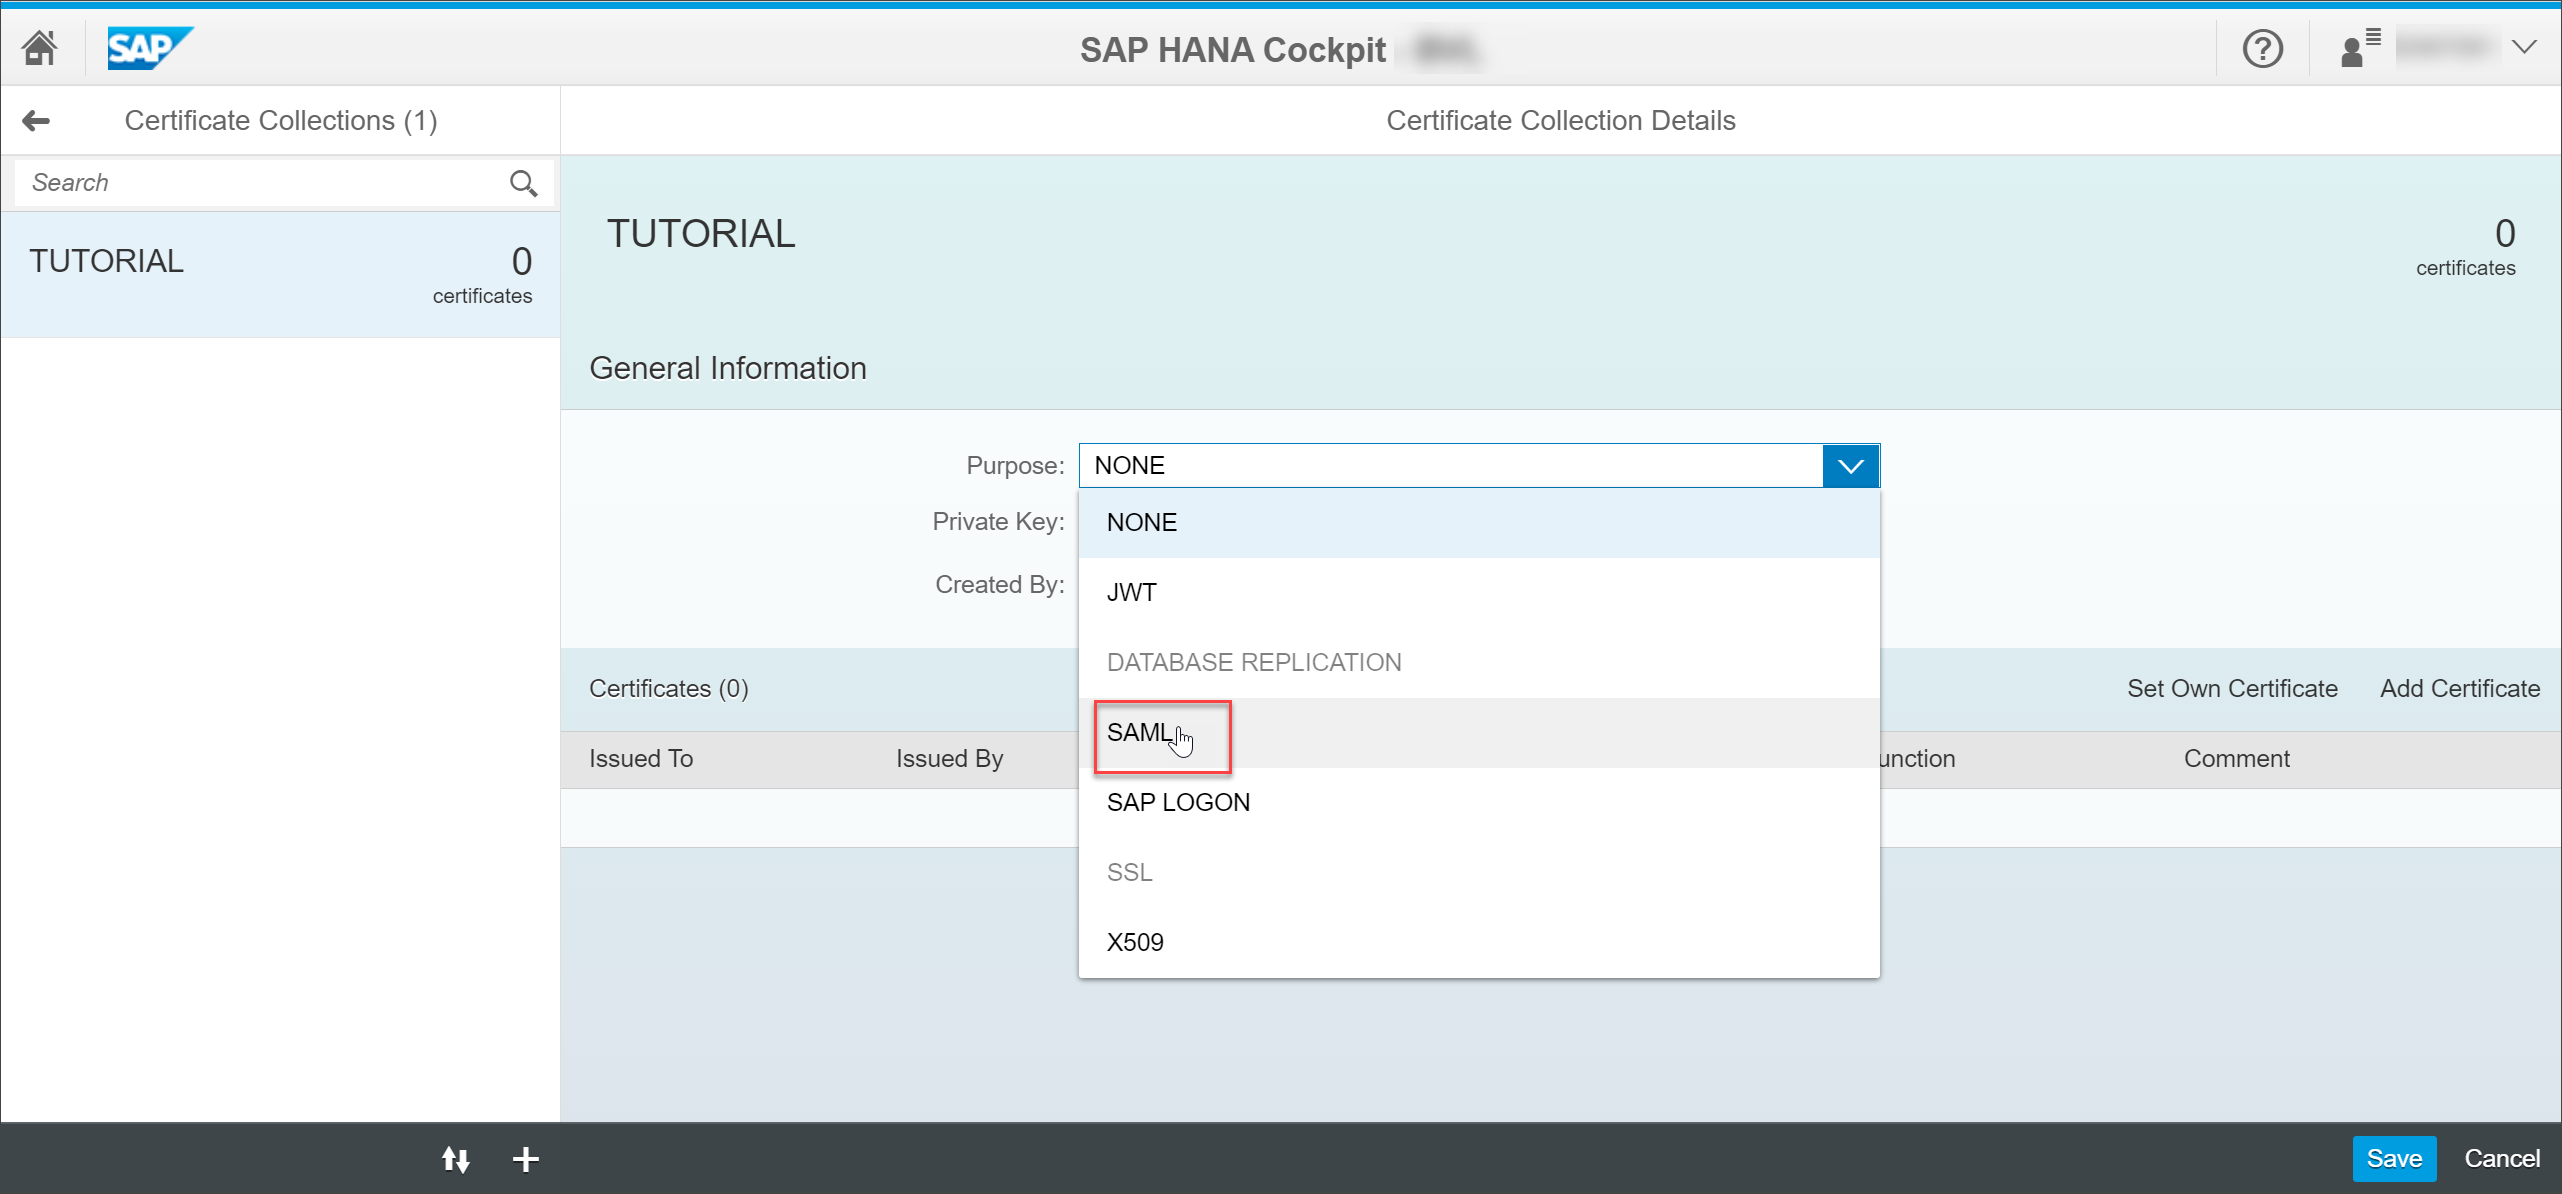 SAP
SAP HANA Cockpit
Certificate Collections (1)
Certificate Collection Details
Search
TUTORIAL
0
certificates
TUTORIAL
0
certificates
General Information
Purpose:
NONE
Private Key:
Created By:
NONE
JWT
DATABASE REPLICATION
SAML
SAP LOGON
SSL
X509
Certificates (0)
Set Own Certificate
Add Certificate
Issued To
Issued By
unction
Comment
Save
Cancel